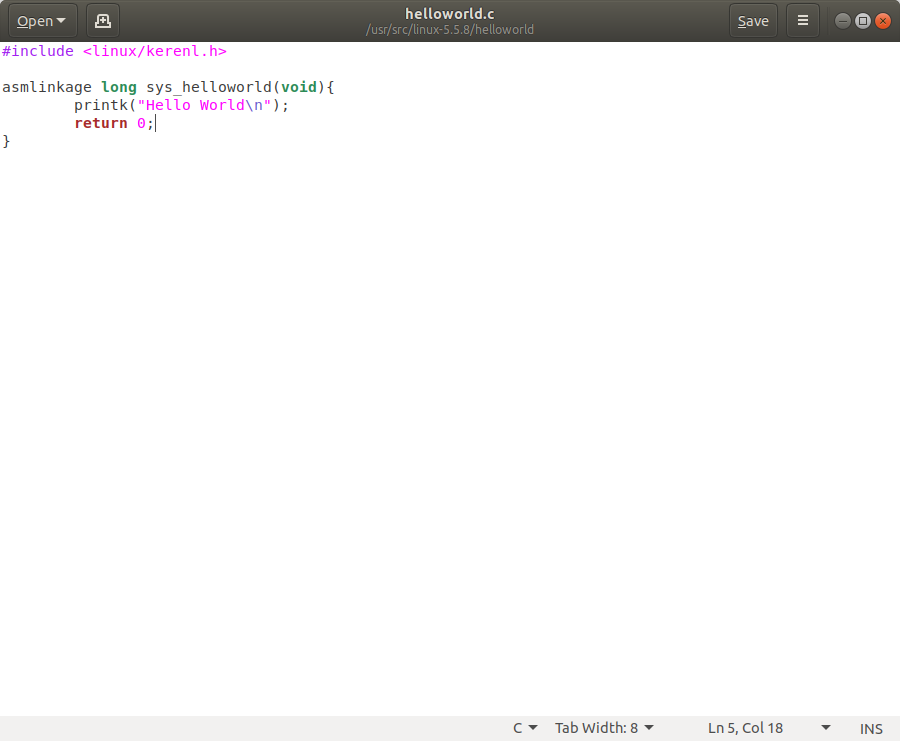 Open
helloworld.c
/usr/src/linux-5.5.8/helloworld
Save
#include <linux/kerenl.h>
asmlinkage long sys_helloworld(void){
printk("Hello World\n");
return 0;
}
C
Tab Width: 8
Ln 5, Col 18
INS